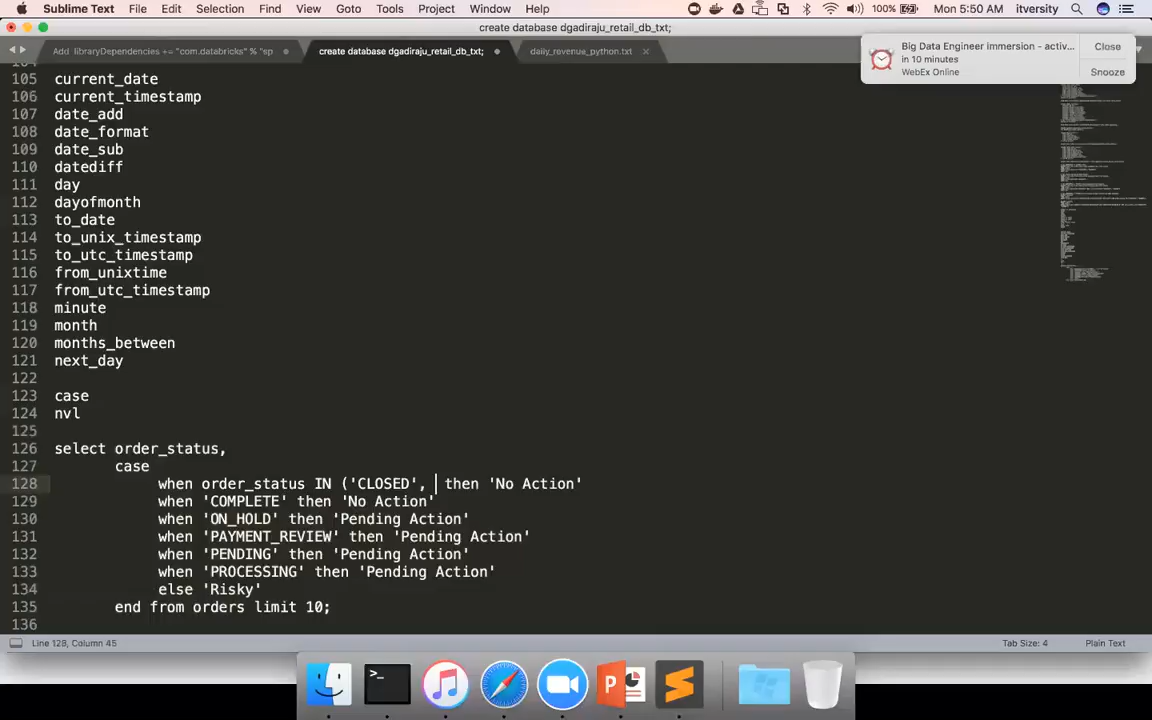 Sublime Text File Edit Selection Find View Goto Tools Project Window Help 100% Mon 5:50 AM itversity
create database dgadiraju_retail_db_txt;
Add libraryDependencies += "com.databricks" % "sp
create database dgadiraju_retail_db_txt;
daily_revenue_python.txt
Big Data Engineer immersion - activ...
in 10 minutes
WebEx Online
Close
Snooze
105 current_date
106 current_timestamp
107 date_add
108 date_format
109 date_sub
110 datediff
111 day
112 dayofmonth
113 to_date
114 to_unix_timestamp
115 to_utc_timestamp
116 from_unixtime
117 from_utc_timestamp
118 minute
119 month
120 months_between
121 next_day
122
123 case
124 nvl
125
126 select order_status,
127 case
128 when order_status IN ('CLOSED', then 'No Action'
129 when 'COMPLETE' then 'No Action'
130 when 'ON_HOLD' then 'Pending Action'
131 when 'PAYMENT_REVIEW' then 'Pending Action'
132 when 'PENDING' then 'Pending Action'
133 when 'PROCESSING' then 'Pending Action'
134 else 'Risky'
135 end from orders limit 10;
136
Line 128, Column 45
Tab Size: 4
Plain Text